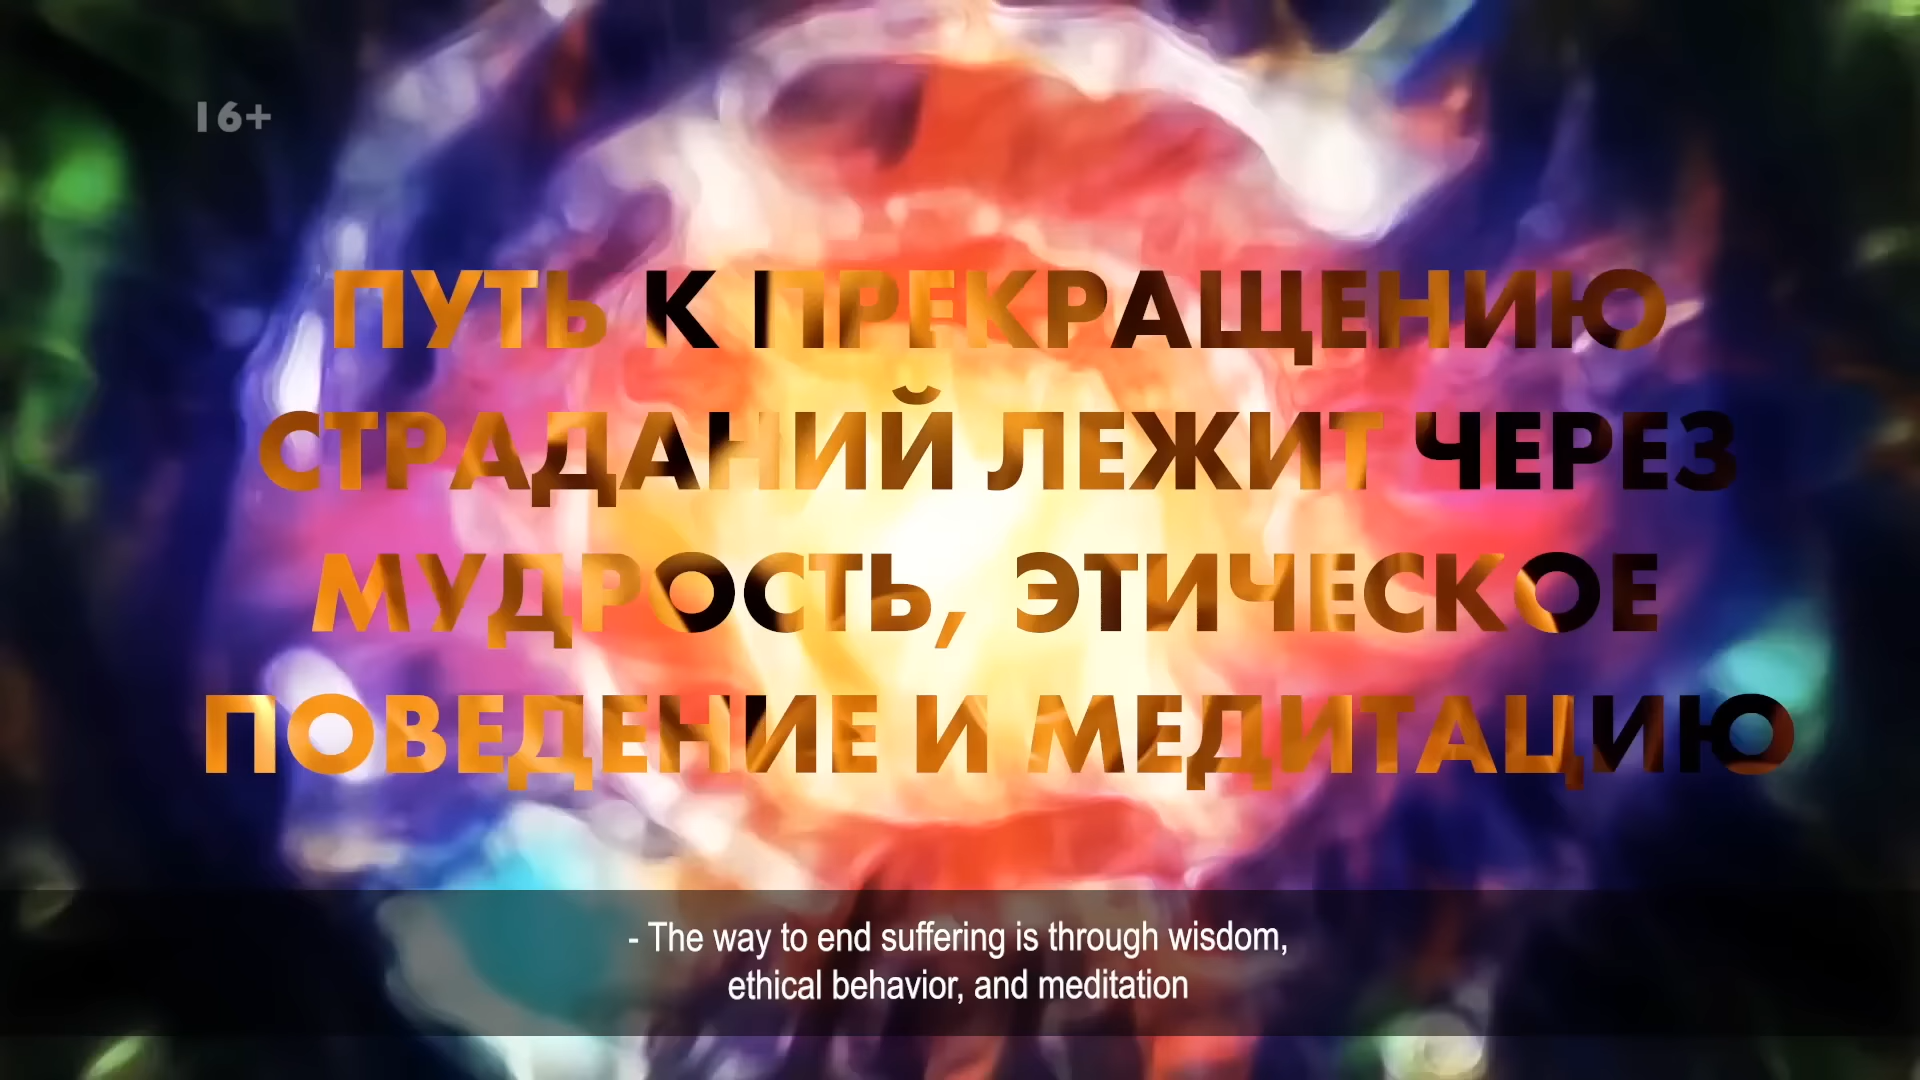 16+
ПУТЬ К ПРЕКРАЩЕНИЮ
СТРАДАНИЙ ЛЕЖИТ ЧЕРЕЗ
МУДРОСТЬ, ЭТИЧЕСКОЕ
ПОВЕДЕНИЕ И МЕДИТАЦИЮ
- The way to end suffering is through wisdom,
ethical behavior, and meditation